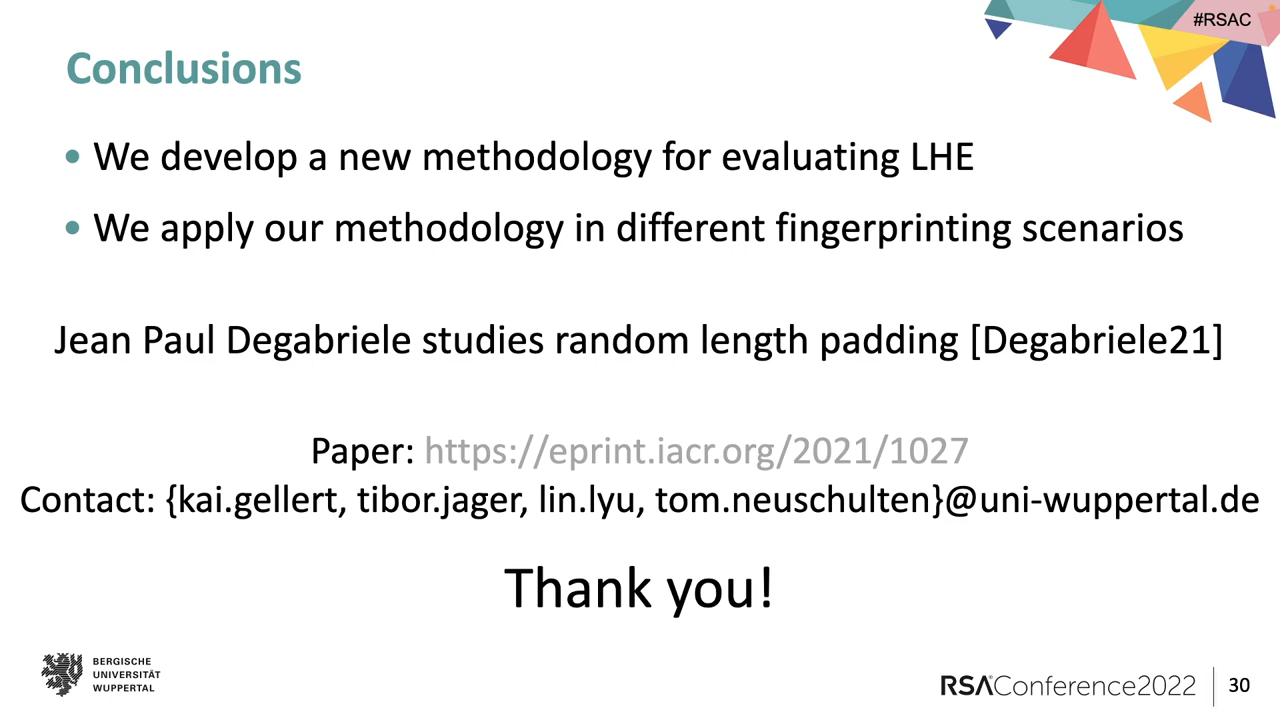 #RSAC
Conclusions
• We develop a new methodology for evaluating LHE
• We apply our methodology in different fingerprinting scenarios
Jean Paul Degabriele studies random length padding [Degabriele21]
Paper: https://eprint.iacr.org/2021/1027
Contact: {kai.gellert, tibor.jager, lin.lyu, tom.neuschulten}@uni-wuppertal.de
Thank you!
BERGISCHE
UNIVERSITÄT
WUPPERTAL
RSAConference2022
30